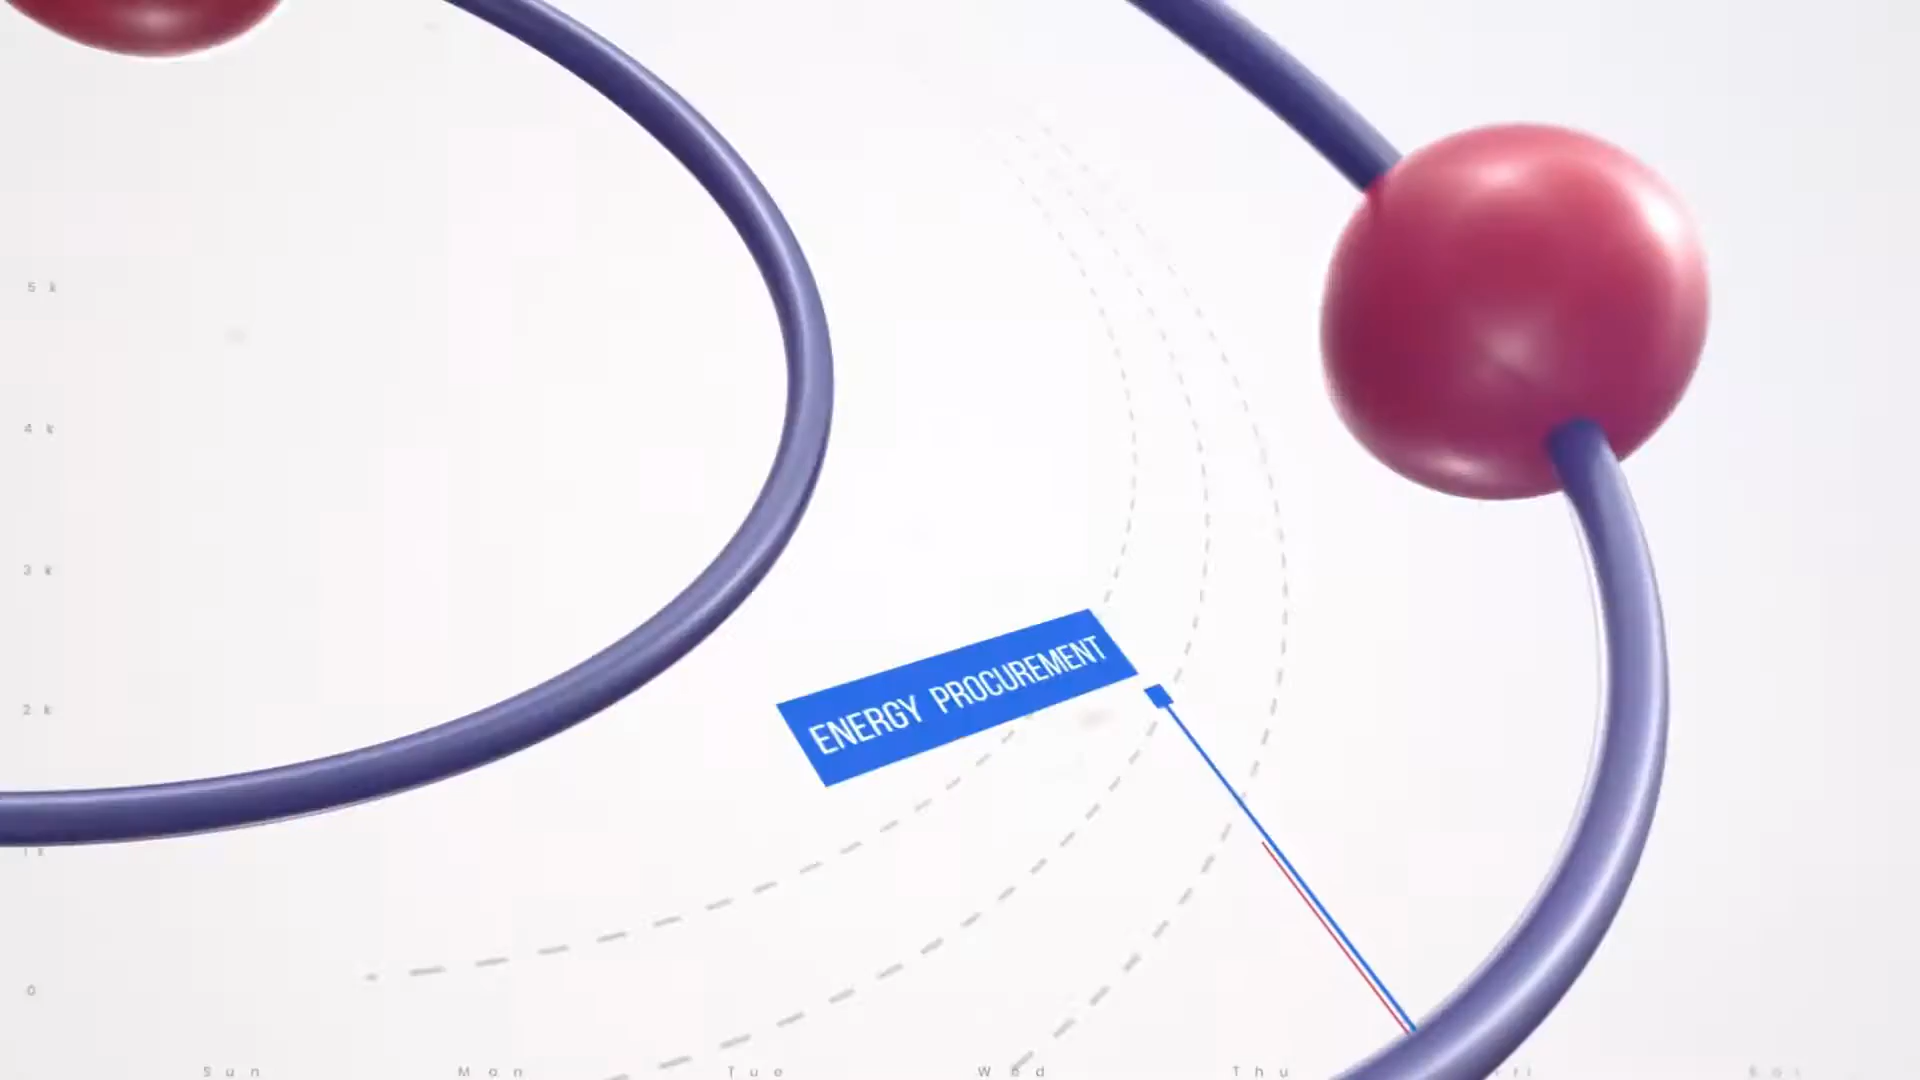 5 k
4 k
3 k
2 k
ENERGY PROCUREMENT
0
Sun Mon Tue Wed Thu